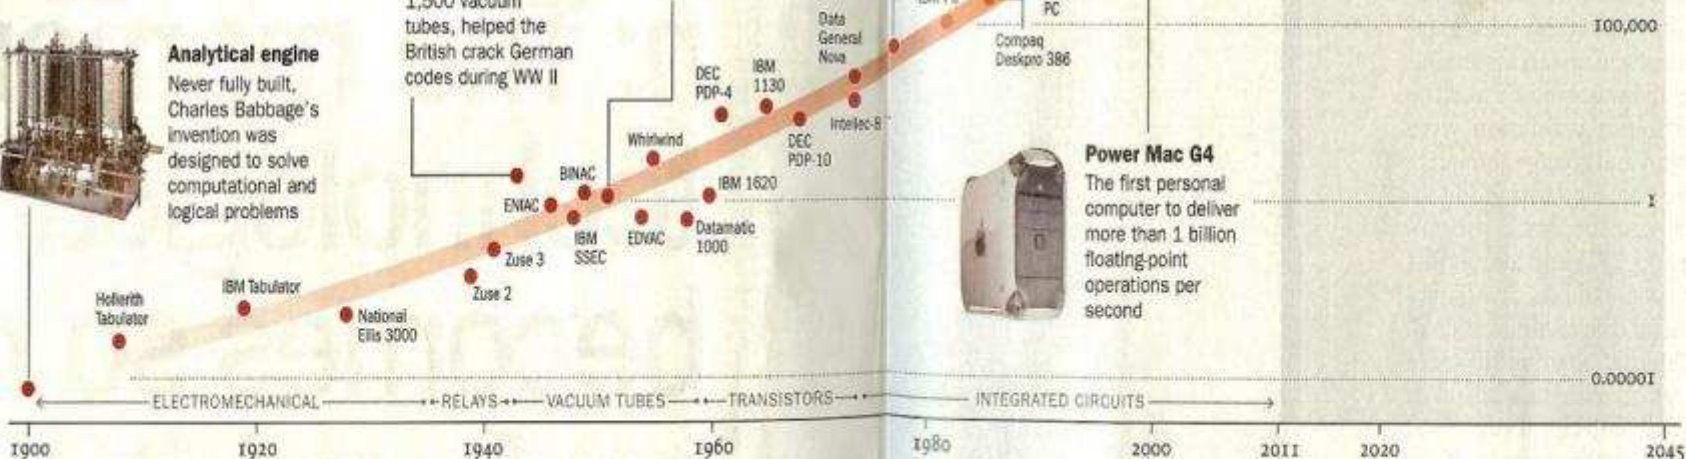 1,500 vacuum
tubes, helped the
British crack German
codes during WW II
Analytical engine
Never fully built,
Charles Babbage's
invention was
designed to solve
computational and
logical problems
Hollerith
Tabulator
IBM Tabulator
National
Ellis 3000
Zuse 2
Zuse 3
ENIAC
BINAC
IBM
SSEC
Whirlwind
EDVAC
Datamatic
1000
IBM 1620
DEC
PDP-4
IBM
1130
DEC
PDP-10
Data
General
Nova
Intellec-8
PC
Compaq
Deskpro 386
Power Mac G4
The first personal
computer to deliver
more than 1 billion
floating-point
operations per
second
100,000
1
0.00001
ELECTROMECHANICAL
RELAYS
VACUUM TUBES
TRANSISTORS
INTEGRATED CIRCUITS
1900 1920 1940 1960 1980 2000 2011 2020 2045